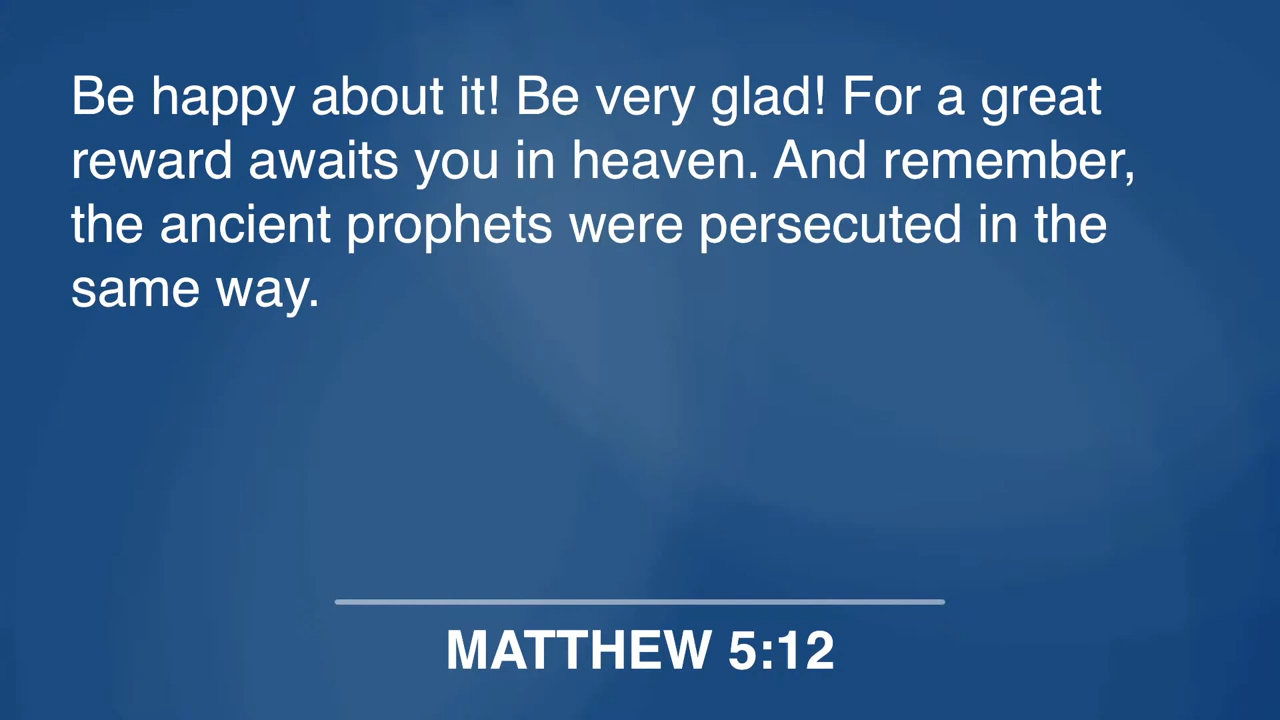 Be happy about it! Be very glad! For a great
reward awaits you in heaven. And remember,
the ancient prophets were persecuted in the
same way.
MATTHEW 5:12